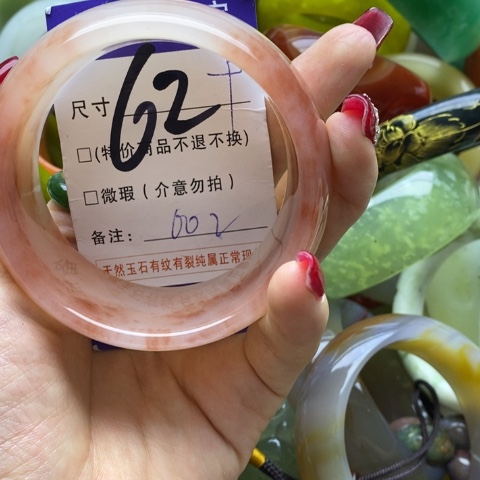 尺寸 62
□(特价商品不退不换)
□微瑕(介意勿拍)
备注: 602
天然玉石有纹有裂纯属正常现